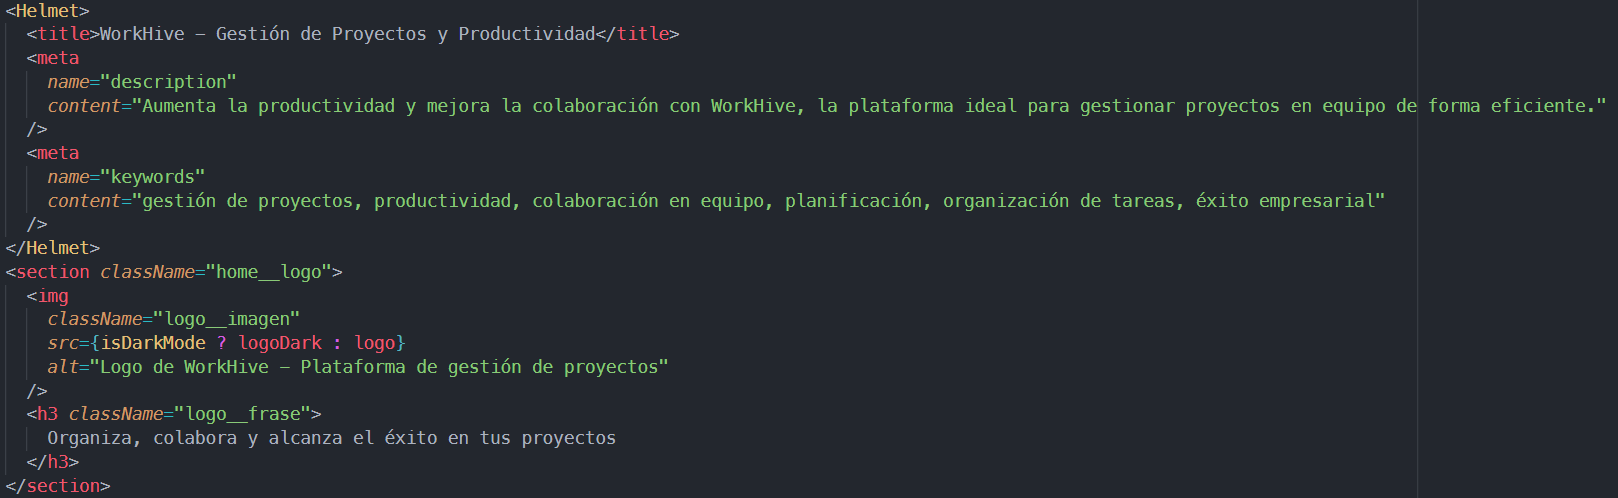 <Helmet>
<title>WorkHive – Gestión de Proyectos y Productividad</title>
<meta
name="description"
content="Aumenta la productividad y mejora la colaboración con WorkHive, la plataforma ideal para gestionar proyectos en equipo de forma eficiente."
/>
<meta
name="keywords"
content="gestión de proyectos, productividad, colaboración en equipo, planificación, organización de tareas, éxito empresarial"
/>
</Helmet>
<section className="home__logo">
<img
className="logo__imagen"
src={isDarkMode ? logoDark : logo}
alt="Logo de WorkHive – Plataforma de gestión de proyectos"
/>
<h3 className="logo__frase">
Organiza, colabora y alcanza el éxito en tus proyectos
</h3>
</section>